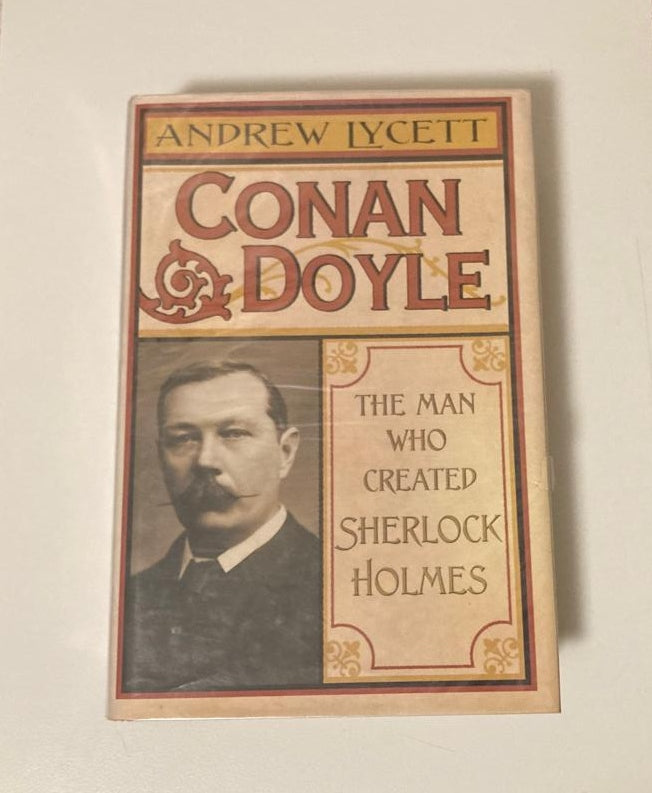 ANDREW LYCETT
CONAN
DOYLE
THE MAN
WHO
CREATED
SHERLOCK
HOLMES